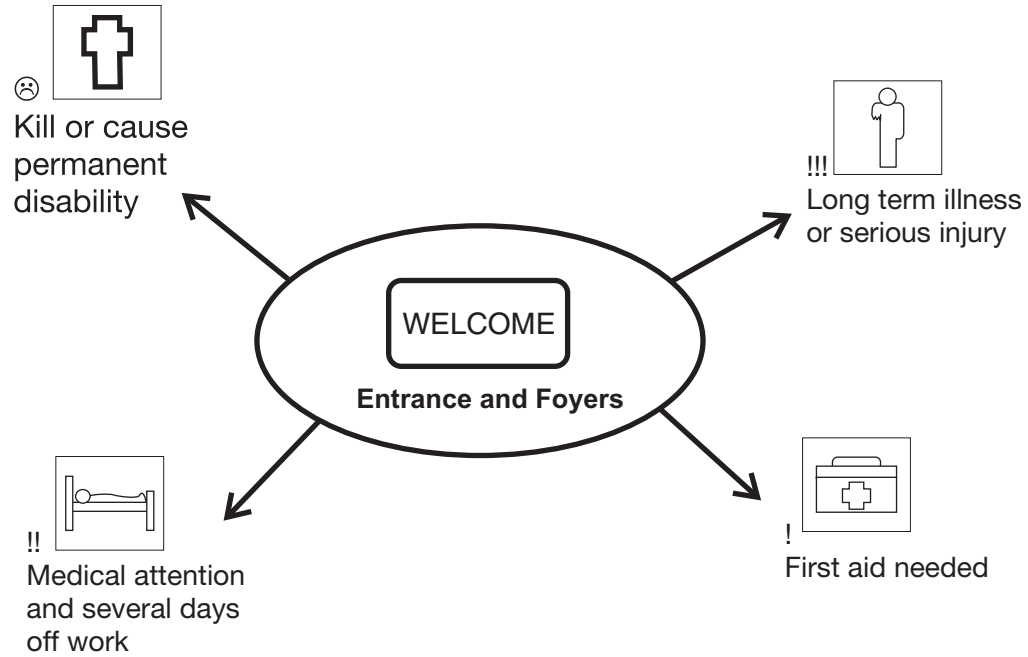 ☹
Kill or cause
permanent
disability
!!!
Long term illness
or serious injury
WELCOME
Entrance and Foyers
!!
Medical attention
and several days
off work
!
First aid needed